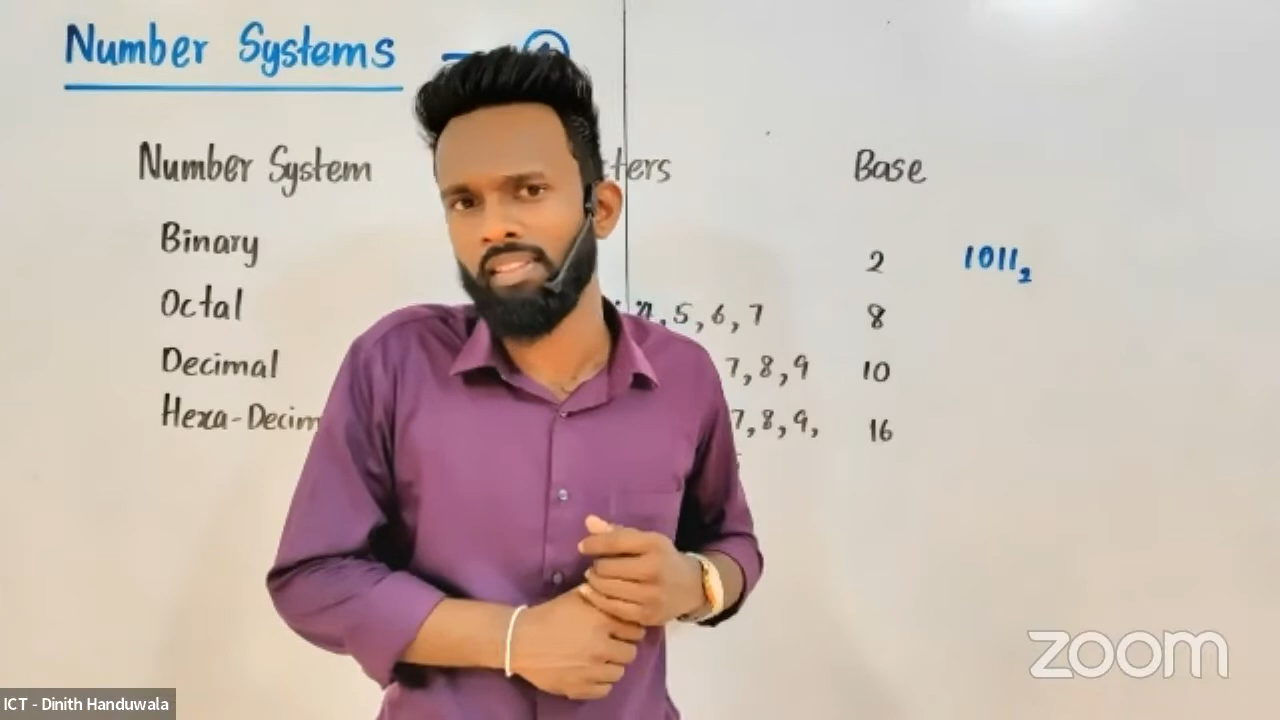 Number Systems -
Number System ters Base
Binary 2 1011₂
Octal 5, 6, 7 8
Decimal 7, 8, 9 10
Hexa-Decim 7, 8, 9, 16
zoom
ICT - Dinith Handuwala